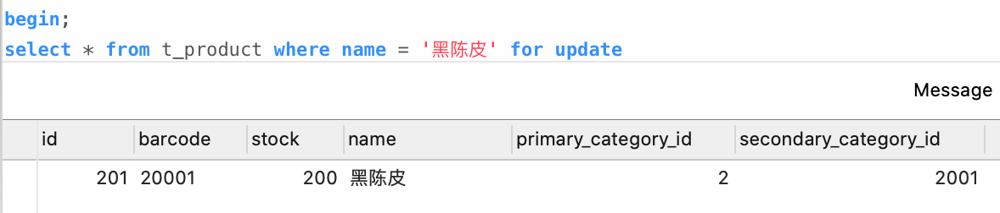 begin;
select * from t_product where name = '黑陈皮' for update
Message
id barcode stock name primary_category_id secondary_category_id
201 20001 200 黑陈皮 2 2001